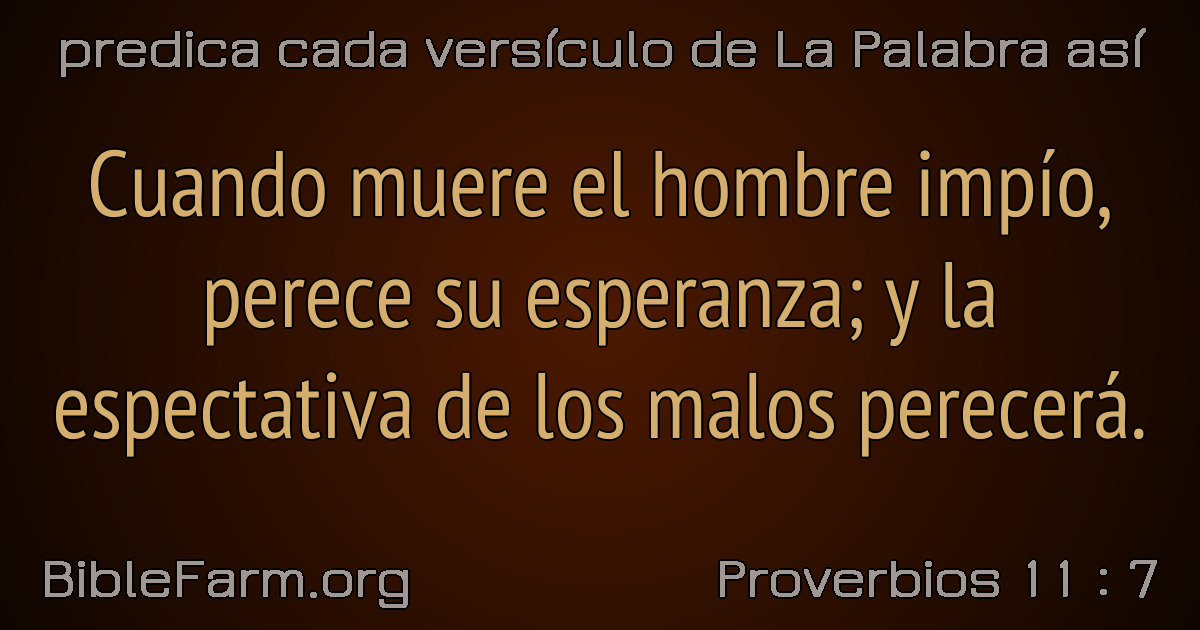 predica cada versículo de La Palabra así
Cuando muere el hombre impío,
perece su esperanza; y la
espectativa de los malos perecerá.
BibleFarm.org
Proverbios 11 : 7